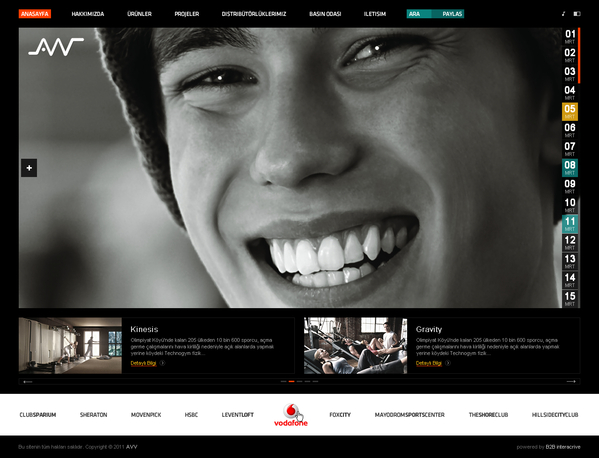 ANASAYFA HAKKIMIZDA ÜRÜNLER PROJELER DISTRIBÜTÖRLÜKLERIMIZ BASIN ODASI ILETISIM ARA PAYLAS
AVV
01
MRT
02
MRT
03
MRT
04
MRT
05
MRT
06
MRT
07
MRT
08
MRT
09
MRT
10
MRT
11
MRT
12
MRT
13
MRT
14
MRT
15
MRT
+
Kinesis
Olimpiyat Köyü'nde kalan 205 ülkeden 10 bin 600 sporcu, açma
germe çalışmalarını hava kirliliği nedeniyle açık alanlarda yapmak
yerine köydeki Technogym fizik...
Detaylı Bilgi
Gravity
Olimpiyat Köyü'nde kalan 205 ülkeden 10 bin 600 sporcu, açma
germe çalışmalarını hava kirliliği nedeniyle açık alanlarda yapmak
yerine köydeki Technogym fizik...
Detaylı Bilgi
CLUBSPARIUM SHERATON MOVENPICK HSBC LEVENTLOFT vodafone FOXCITY MAYODROMSPORTSCENTER THESHORECLUB HILLSIDECITYCLUB
Bu sitenin tüm hakları saklıdır. Copyright © 2011 AVV
powered by B2B interacrive